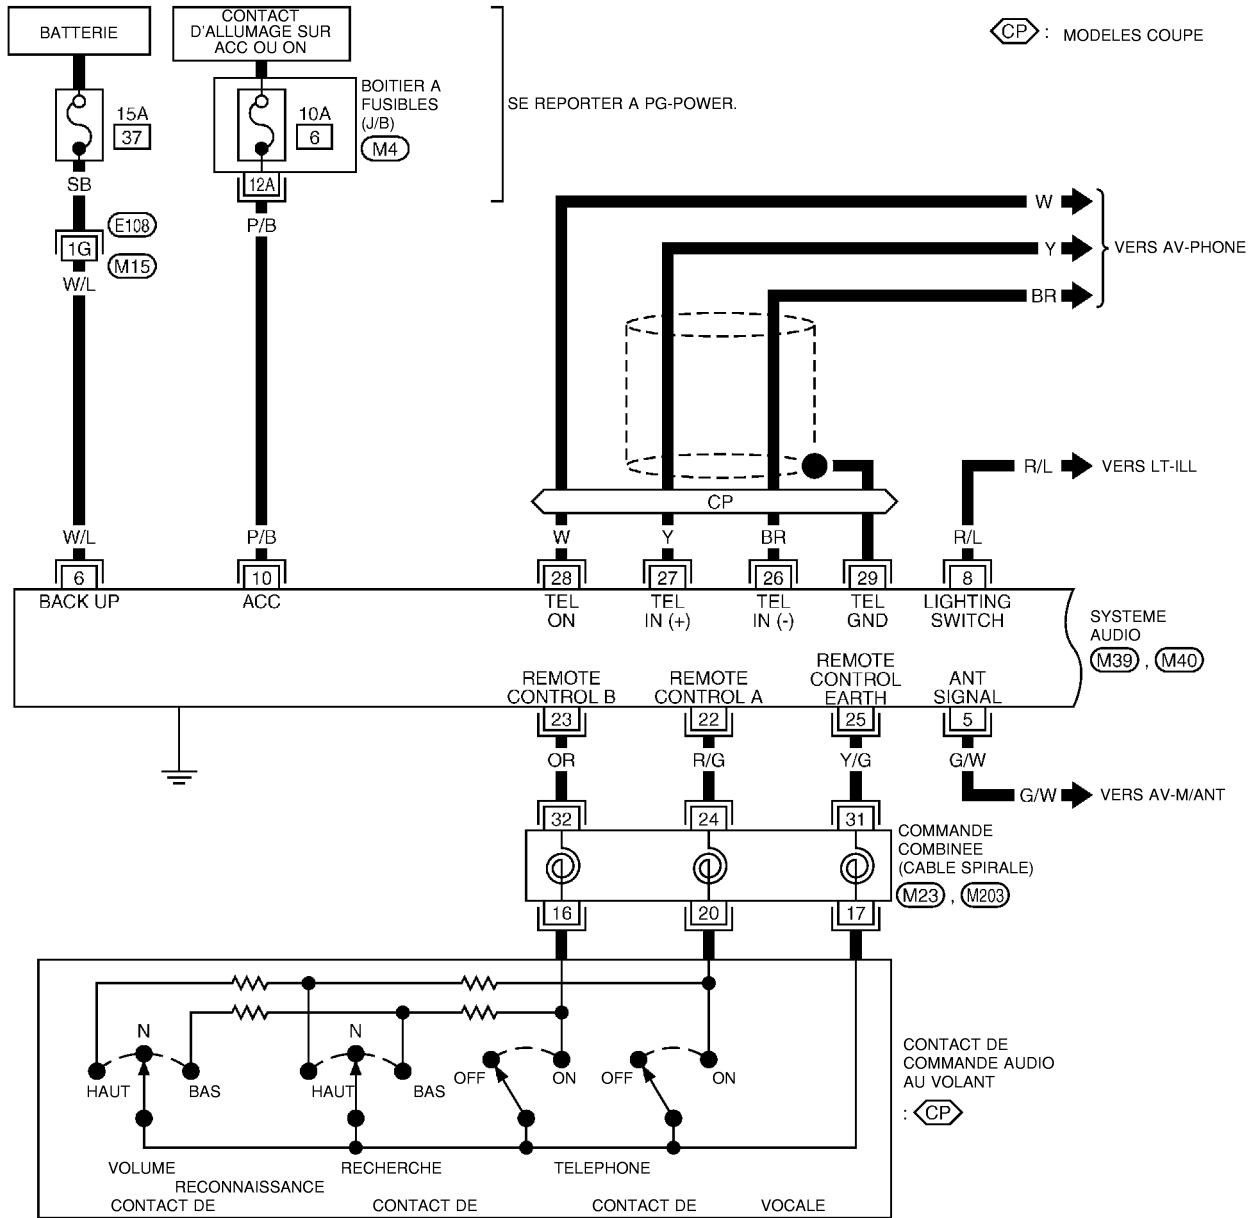 BATTERIE
CONTACT
D'ALLUMAGE SUR
ACC OU ON
CP : MODELES COUPE
15A
37
10A
6
BOITIER A
FUSIBLES
(J/B)
M4
SE REPORTER A PG-POWER.
SB
12A
E108
1G
M15
P/B
W/L
W
Y
BR
VERS AV-PHONE
R/L
VERS LT-ILL
CP
W/L
P/B
W
Y
BR
R/L
6
10
28
27
26
29
8
BACK UP
ACC
TEL
ON
TEL
IN (+)
TEL
IN (-)
TEL
GND
LIGHTING
SWITCH
SYSTEME
AUDIO
M39 , M40
REMOTE
CONTROL B
REMOTE
CONTROL A
REMOTE
CONTROL
EARTH
ANT
SIGNAL
23
22
25
5
OR
R/G
Y/G
G/W
G/W
VERS AV-M/ANT
32
24
31
COMMANDE
COMBINEE
(CABLE SPIRALE)
M23 , M203
16
20
17
N
HAUT
BAS
N
HAUT
BAS
OFF
ON
OFF
ON
CONTACT DE
COMMANDE AUDIO
AU VOLANT
: CP
VOLUME
RECHERCHE
TELEPHONE
RECONNAISSANCE
CONTACT DE
CONTACT DE
CONTACT DE
VOCALE